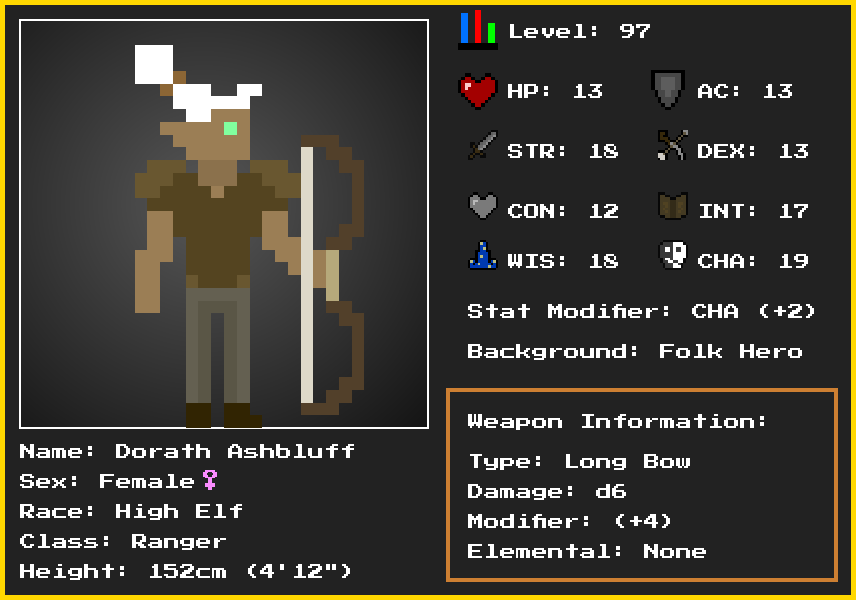 Level: 97
HP: 13
AC: 13
STR: 18
DEX: 13
CON: 12
INT: 17
WIS: 18
CHA: 19
Stat Modifier: CHA (+2)
Background: Folk Hero
Name: Dorath Ashbluff
Sex: Female♀
Race: High Elf
Class: Ranger
Height: 152cm (4'12")
Weapon Information:
Type: Long Bow
Damage: d6
Modifier: (+4)
Elemental: None